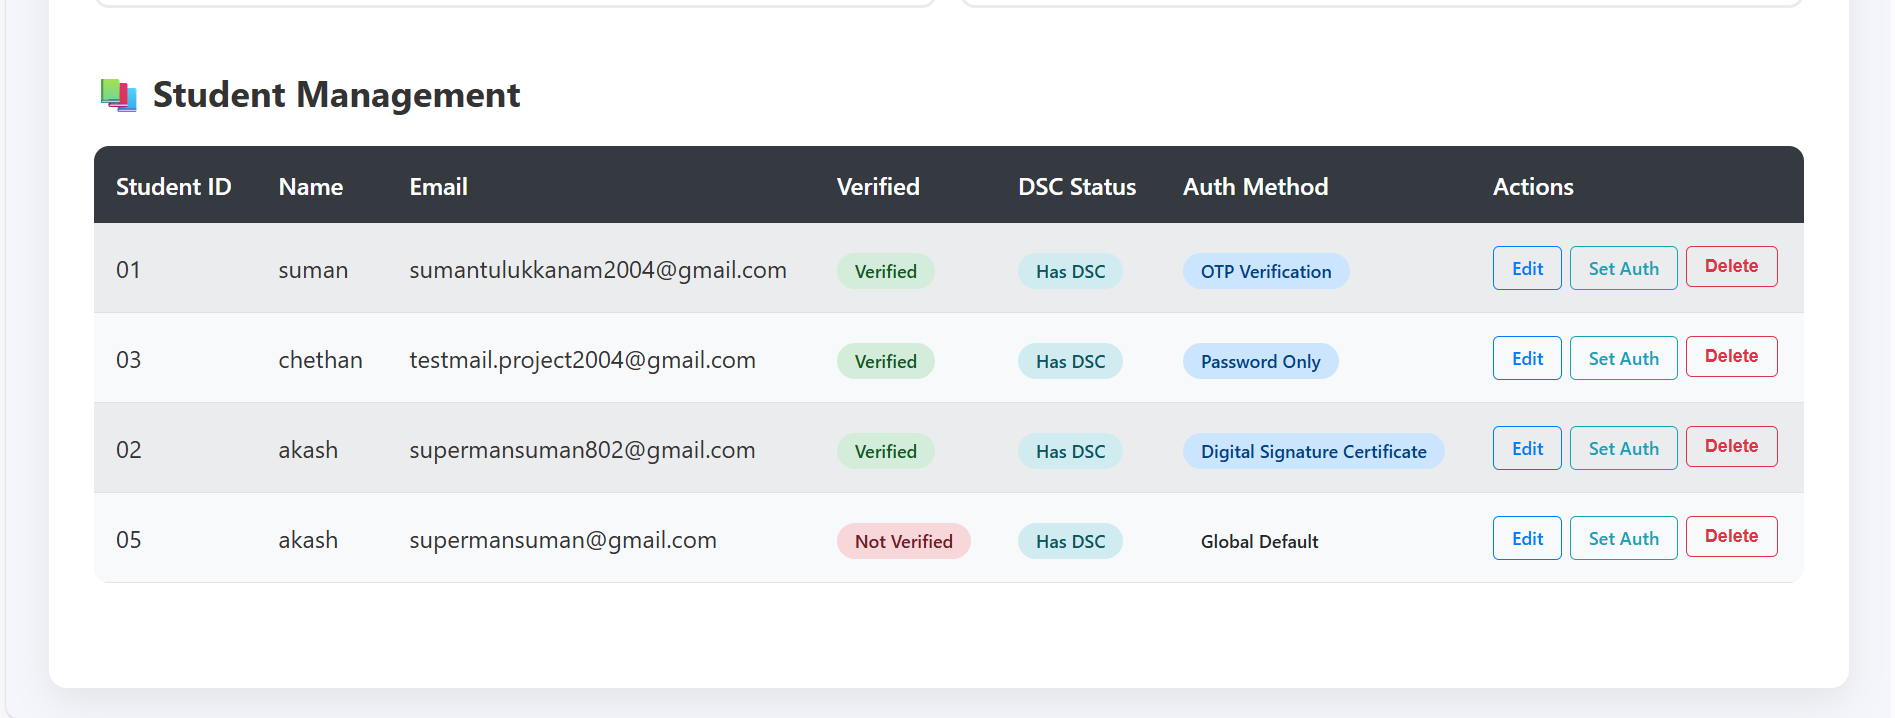 Student Management
Student ID Name Email Verified DSC Status Auth Method Actions
01 suman sumantulukkanam2004@gmail.com Verified Has DSC OTP Verification Edit Set Auth Delete
03 chethan testmail.project2004@gmail.com Verified Has DSC Password Only Edit Set Auth Delete
02 akash supermansuman802@gmail.com Verified Has DSC Digital Signature Certificate Edit Set Auth Delete
05 akash supermansuman@gmail.com Not Verified Has DSC Global Default Edit Set Auth Delete